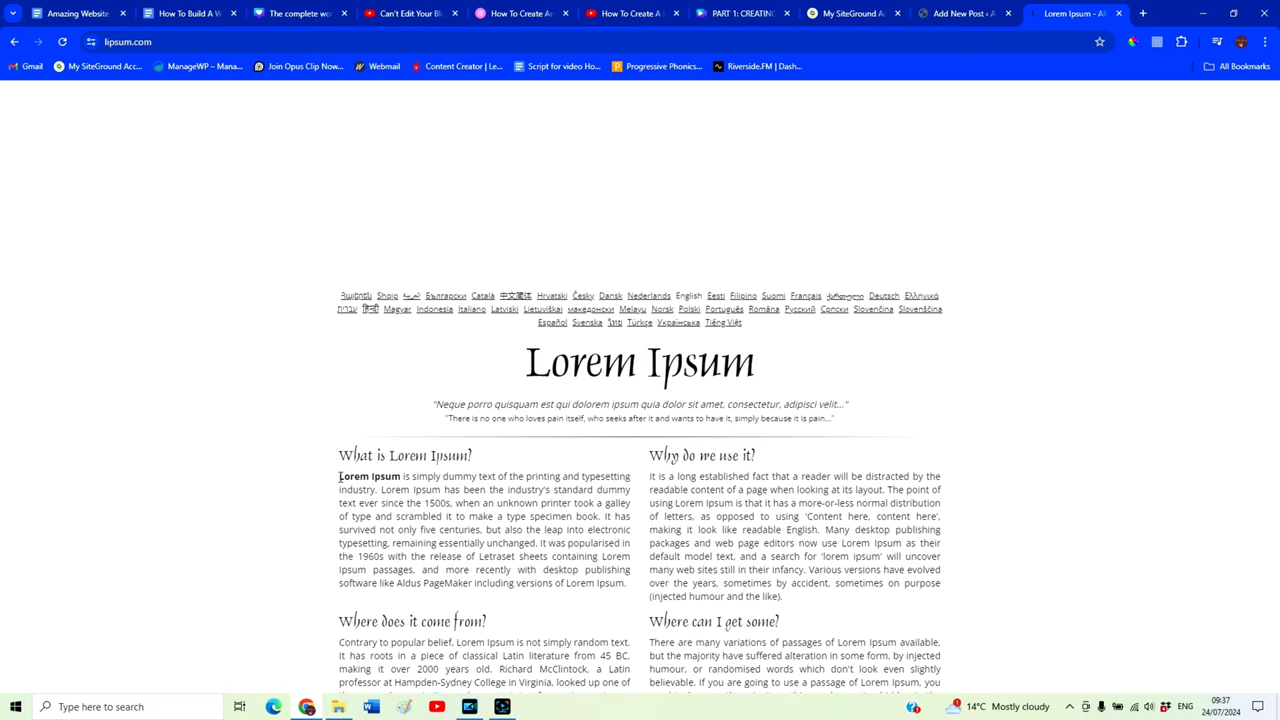 Amazing Website
How To Build A W
The complete wo
Can't Edit Your Bl
How To Create An
How To Create A
PART 1: CREATING
My SiteGround Ac
Add New Post ‹ A
Lorem Ipsum - All
lipsum.com
Gmail
My SiteGround Acc...
ManageWP – Mana...
Join Opus Clip Now...
Webmail
Content Creator | Le...
Script for video Ho...
Progressive Phonics...
Riverside.FM | Dash...
All Bookmarks
Հայերեն Shqip العربية Български Català 中文简体 Hrvatski Česky Dansk Nederlands English Eesti Filipino Suomi Français ქართული Deutsch Ελληνικά
עברית हिन्दी Magyar Indonesia Italiano Latviski Lietuviškai македонски Melayu Norsk Polski Português Româna Русский Српски Slovenčina Slovenščina
Español Svenska ไทย Türkçe Українська Tiếng Việt
Lorem Ipsum
"Neque porro quisquam est qui dolorem ipsum quia dolor sit amet, consectetur, adipisci velit..."
"There is no one who loves pain itself, who seeks after it and wants to have it, simply because it is pain..."
What is Lorem Ipsum?
Lorem Ipsum is simply dummy text of the printing and typesetting
industry. Lorem Ipsum has been the industry's standard dummy
text ever since the 1500s, when an unknown printer took a galley
of type and scrambled it to make a type specimen book. It has
survived not only five centuries, but also the leap into electronic
typesetting, remaining essentially unchanged. It was popularised in
the 1960s with the release of Letraset sheets containing Lorem
Ipsum passages, and more recently with desktop publishing
software like Aldus PageMaker including versions of Lorem Ipsum.
Why do we use it?
It is a long established fact that a reader will be distracted by the
readable content of a page when looking at its layout. The point of
using Lorem Ipsum is that it has a more-or-less normal distribution
of letters, as opposed to using 'Content here, content here',
making it look like readable English. Many desktop publishing
packages and web page editors now use Lorem Ipsum as their
default model text, and a search for 'lorem ipsum' will uncover
many web sites still in their infancy. Various versions have evolved
over the years, sometimes by accident, sometimes on purpose
(injected humour and the like).
Where does it come from?
Contrary to popular belief, Lorem Ipsum is not simply random text.
It has roots in a piece of classical Latin literature from 45 BC,
making it over 2000 years old. Richard McClintock, a Latin
professor at Hampden-Sydney College in Virginia, looked up one of
Where can I get some?
There are many variations of passages of Lorem Ipsum available,
but the majority have suffered alteration in some form, by injected
humour, or randomised words which don't look even slightly
believable. If you are going to use a passage of Lorem Ipsum, you
Type here to search
14°C Mostly cloudy
ENG
09:37
24/07/2024